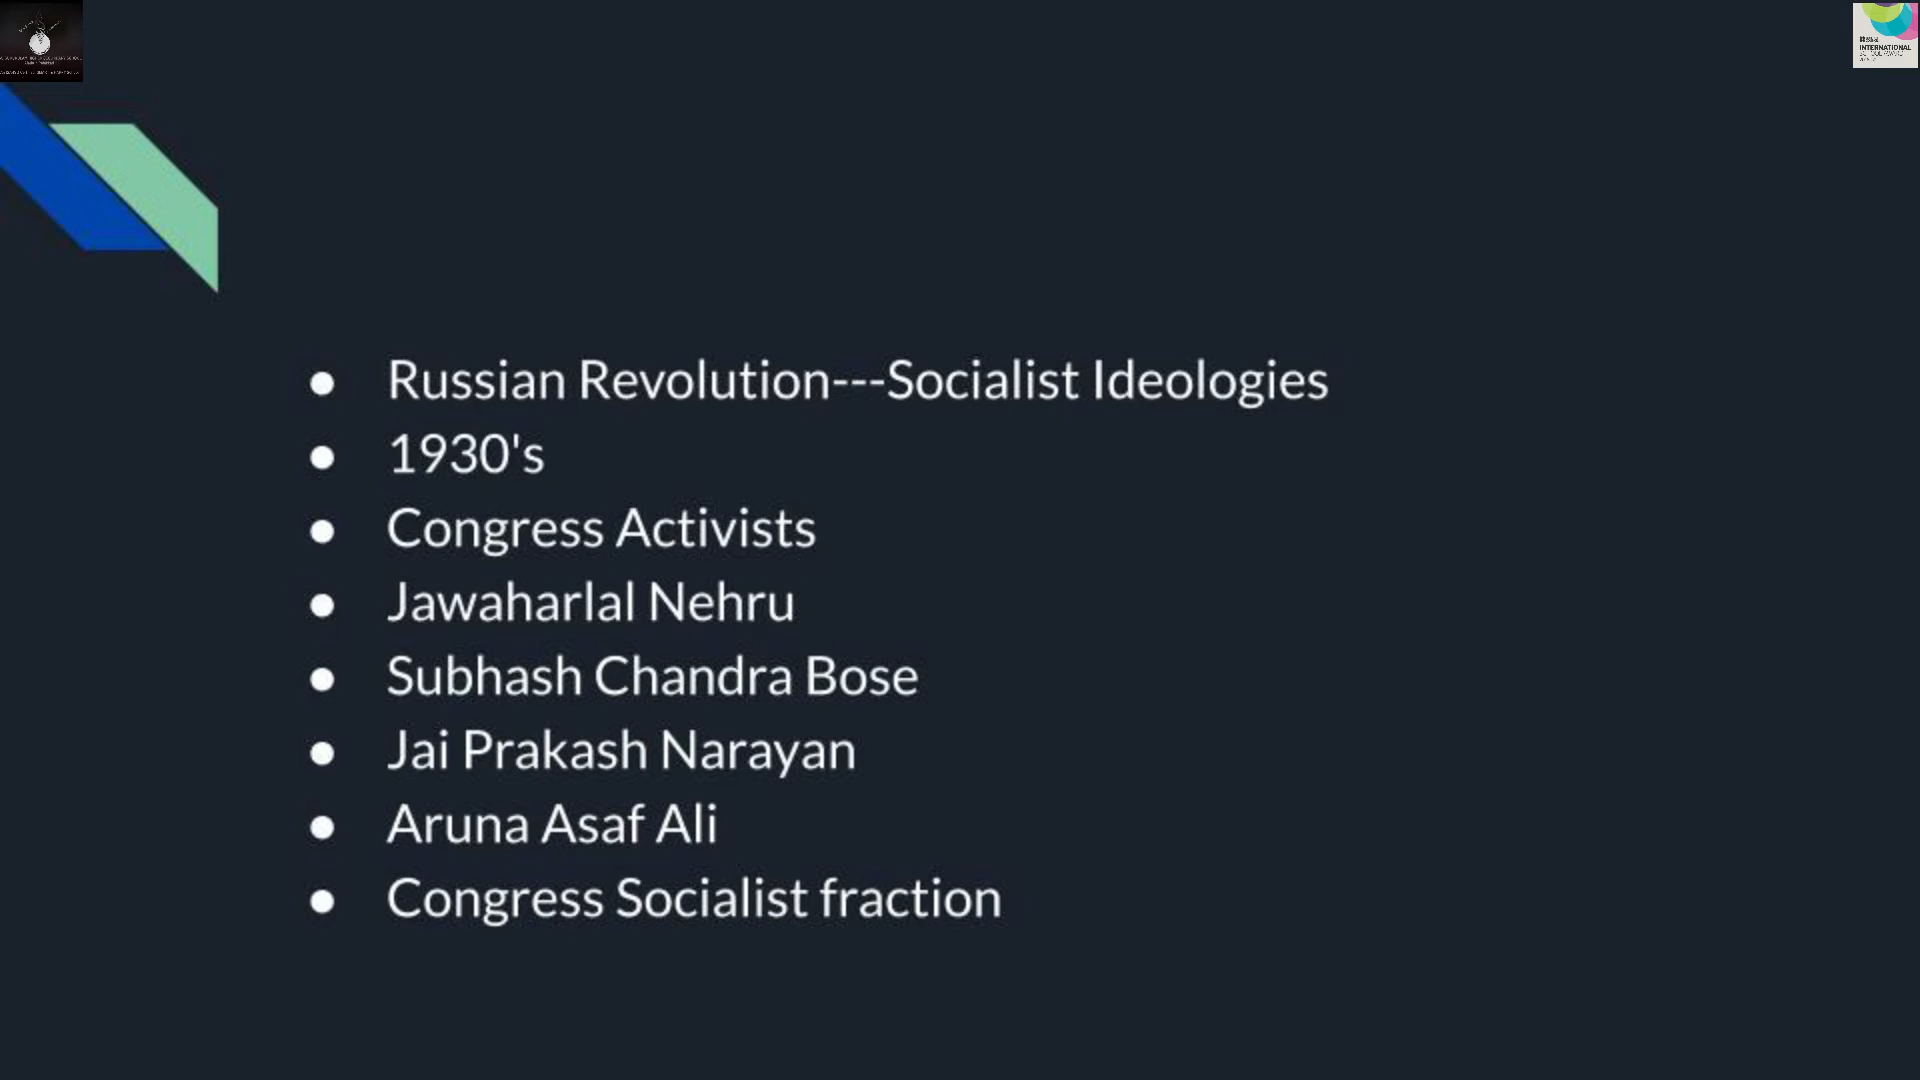 INTERNATIONAL
● Russian Revolution---Socialist Ideologies
● 1930's
● Congress Activists
● Jawaharlal Nehru
● Subhash Chandra Bose
● Jai Prakash Narayan
● Aruna Asaf Ali
● Congress Socialist fraction